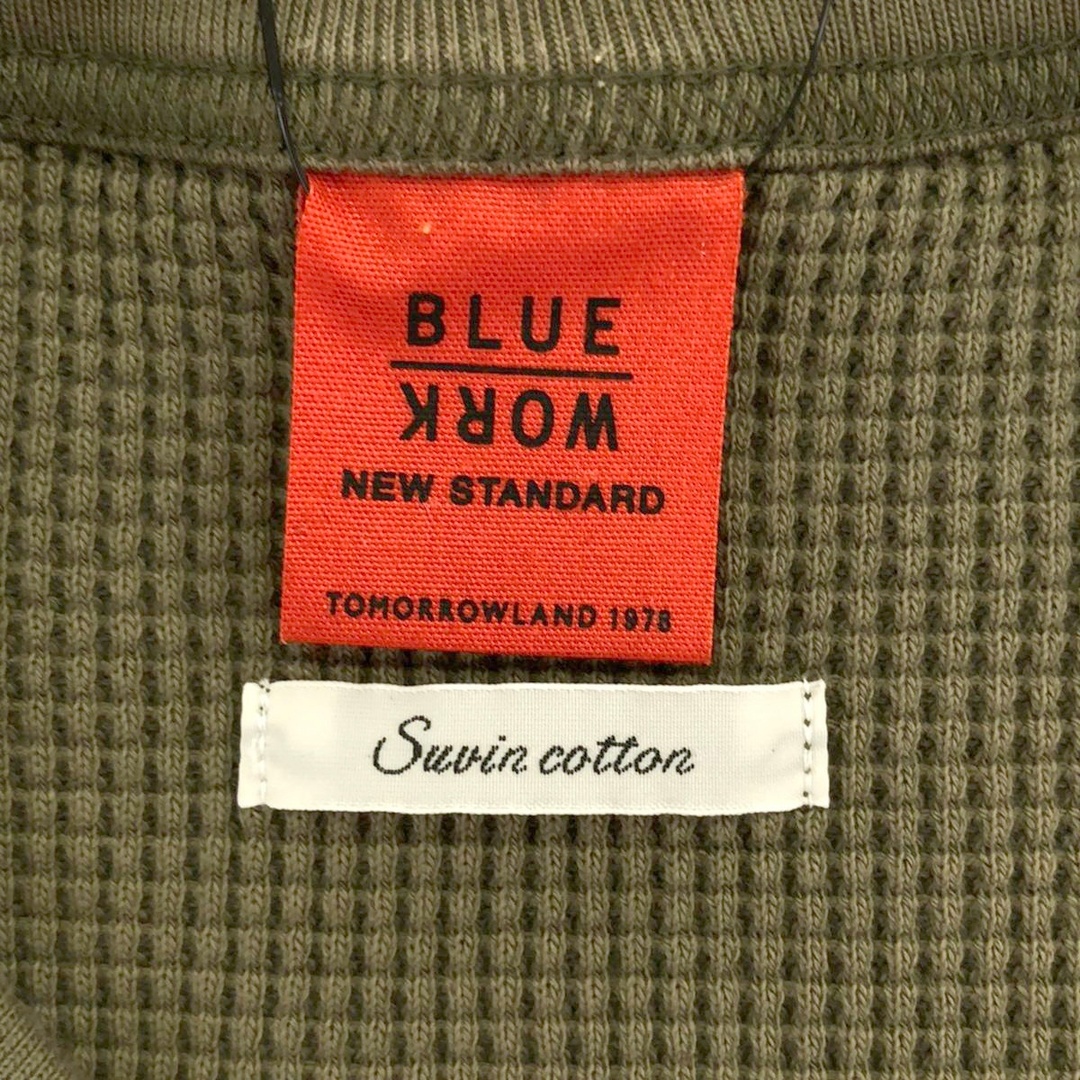 BLUE
WORK
NEW STANDARD
TOMORROWLAND 1978
Suvin cotton